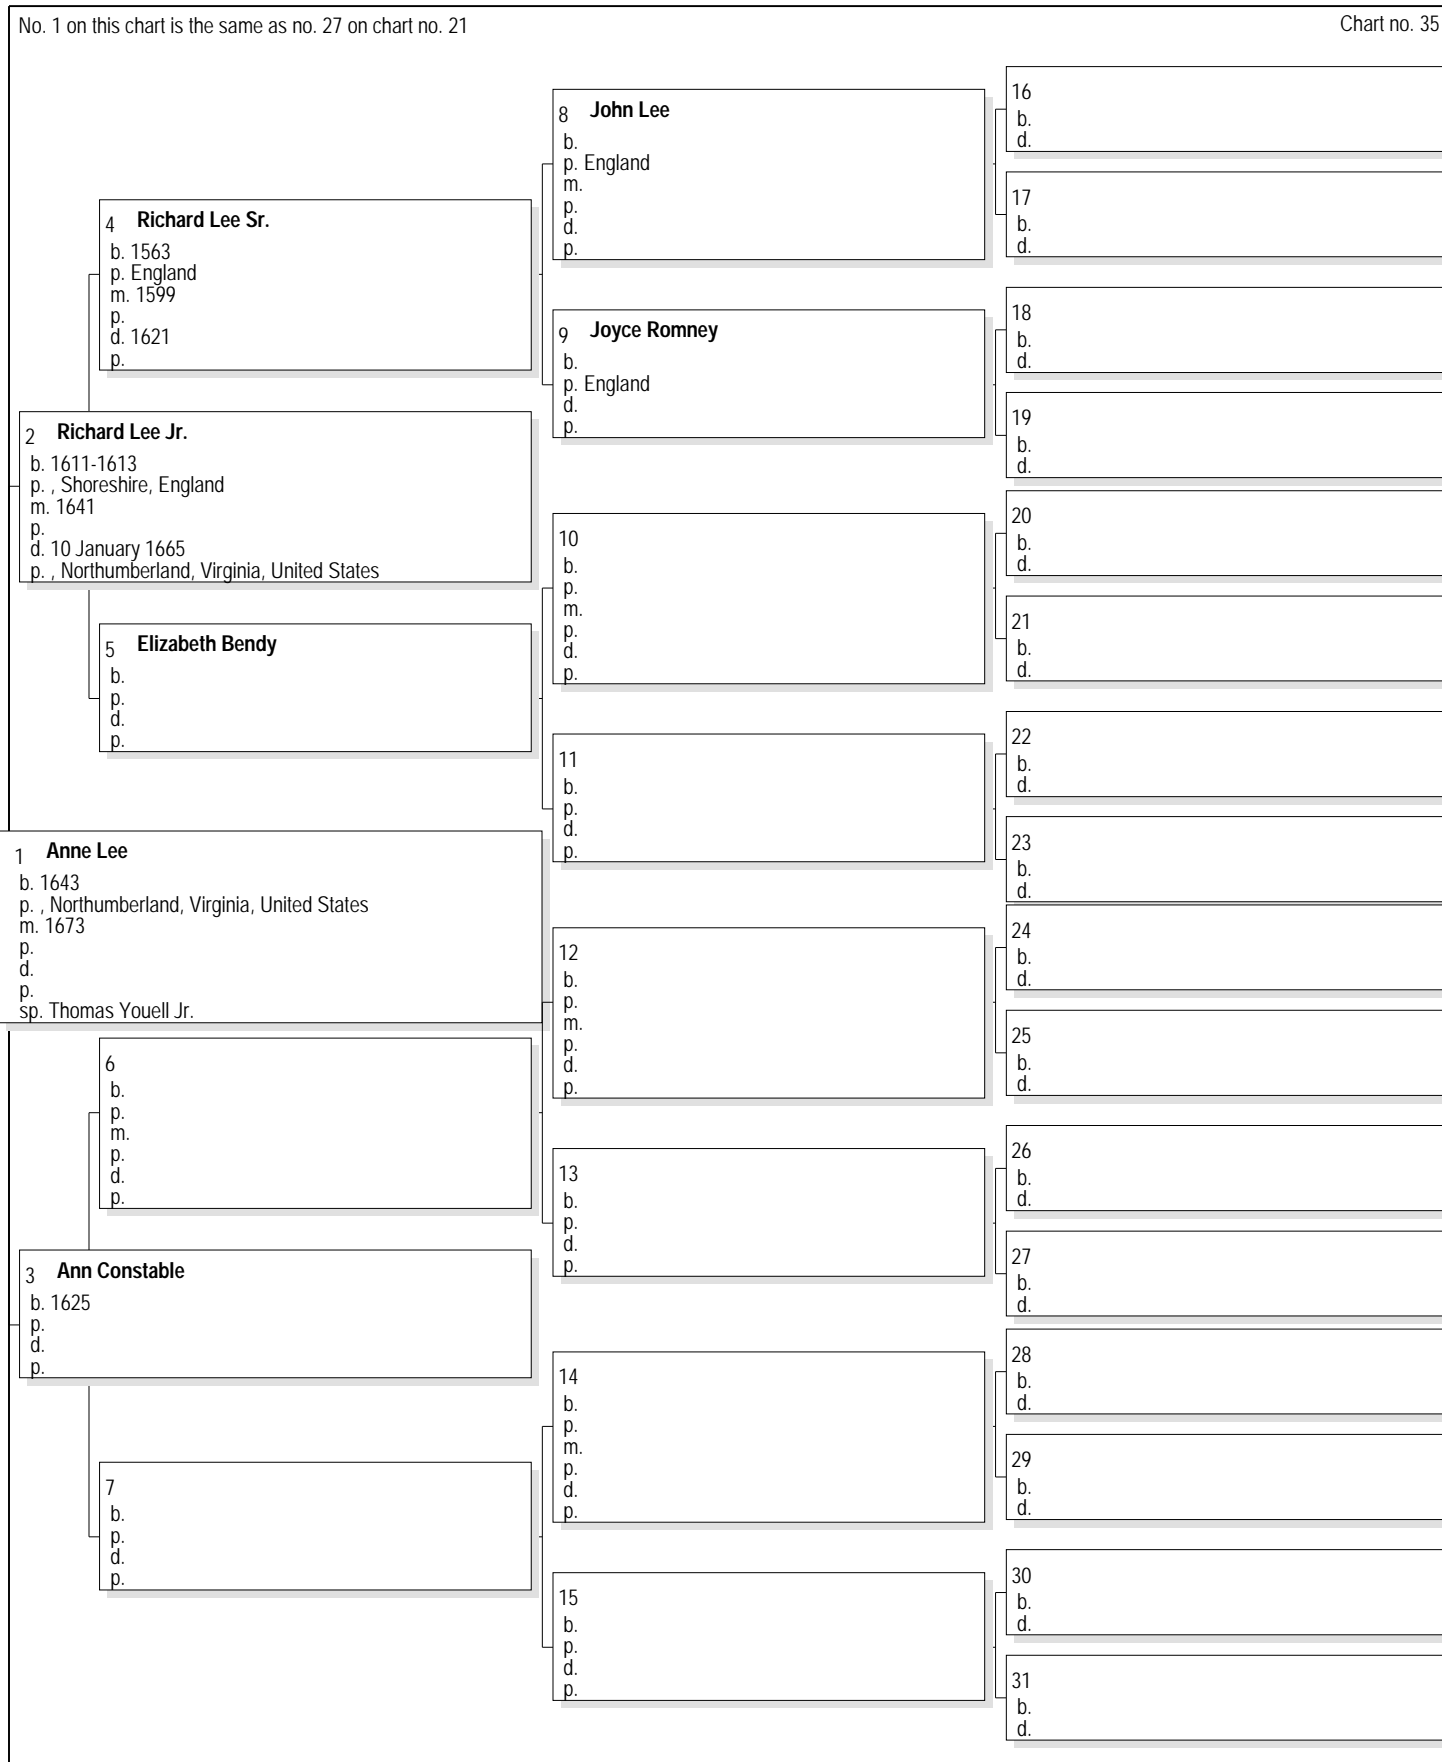 No. 1 on this chart is the same as no. 27 on chart no. 21
Chart no. 35
16
b.
d.
8 John Lee
b.
p. England
m.
p.
d.
p.
17
b.
d.
4 Richard Lee Sr.
b. 1563
p. England
m. 1599
p.
d. 1621
p.
18
b.
d.
9 Joyce Romney
b.
p. England
d.
p.
19
b.
d.
2 Richard Lee Jr.
b. 1611-1613
p. , Shoreshire, England
m. 1641
p.
d. 10 January 1665
p. , Northumberland, Virginia, United States
20
b.
d.
10
b.
p.
m.
p.
d.
p.
21
b.
d.
5 Elizabeth Bendy
b.
p.
d.
p.
22
b.
d.
11
b.
p.
d.
p.
23
b.
d.
1 Anne Lee
b. 1643
p. , Northumberland, Virginia, United States
m. 1673
p.
d.
p.
sp. Thomas Youell Jr.
24
b.
d.
12
b.
p.
m.
p.
d.
p.
25
b.
d.
6
b.
p.
m.
p.
d.
p.
26
b.
d.
13
b.
p.
d.
p.
27
b.
d.
3 Ann Constable
b. 1625
p.
d.
p.
28
b.
d.
14
b.
p.
m.
p.
d.
p.
29
b.
d.
7
b.
p.
d.
p.
30
b.
d.
15
b.
p.
d.
p.
31
b.
d.